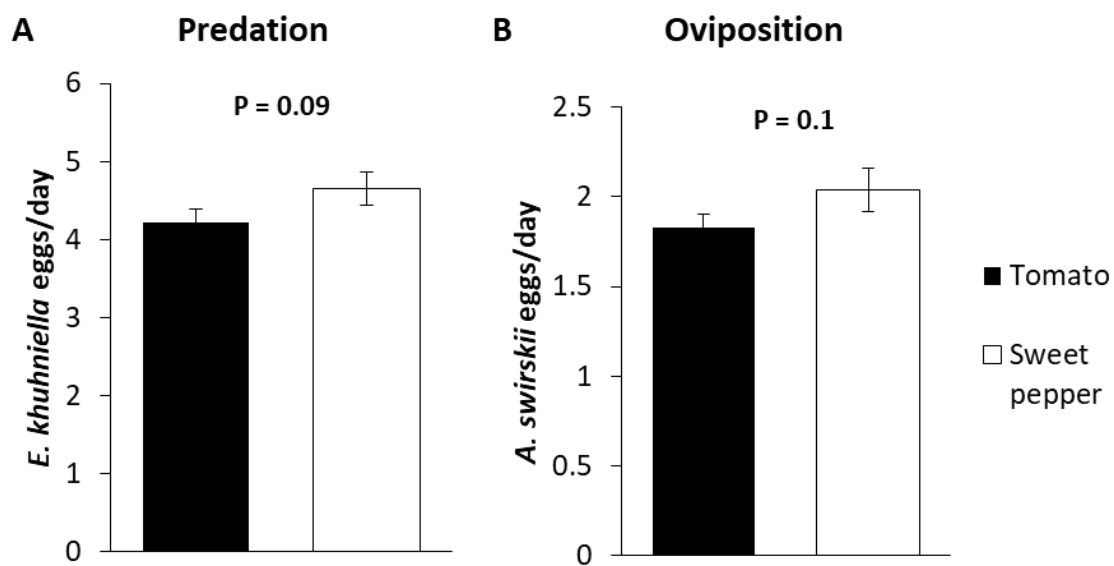 A Predation
P = 0.09
E. khuhniella eggs/day
6
5
4
3
2
1
0
B Oviposition
P = 0.1
A. swirskii eggs/day
2.5
2
1.5
1
0.5
0
Tomato
Sweet
pepper